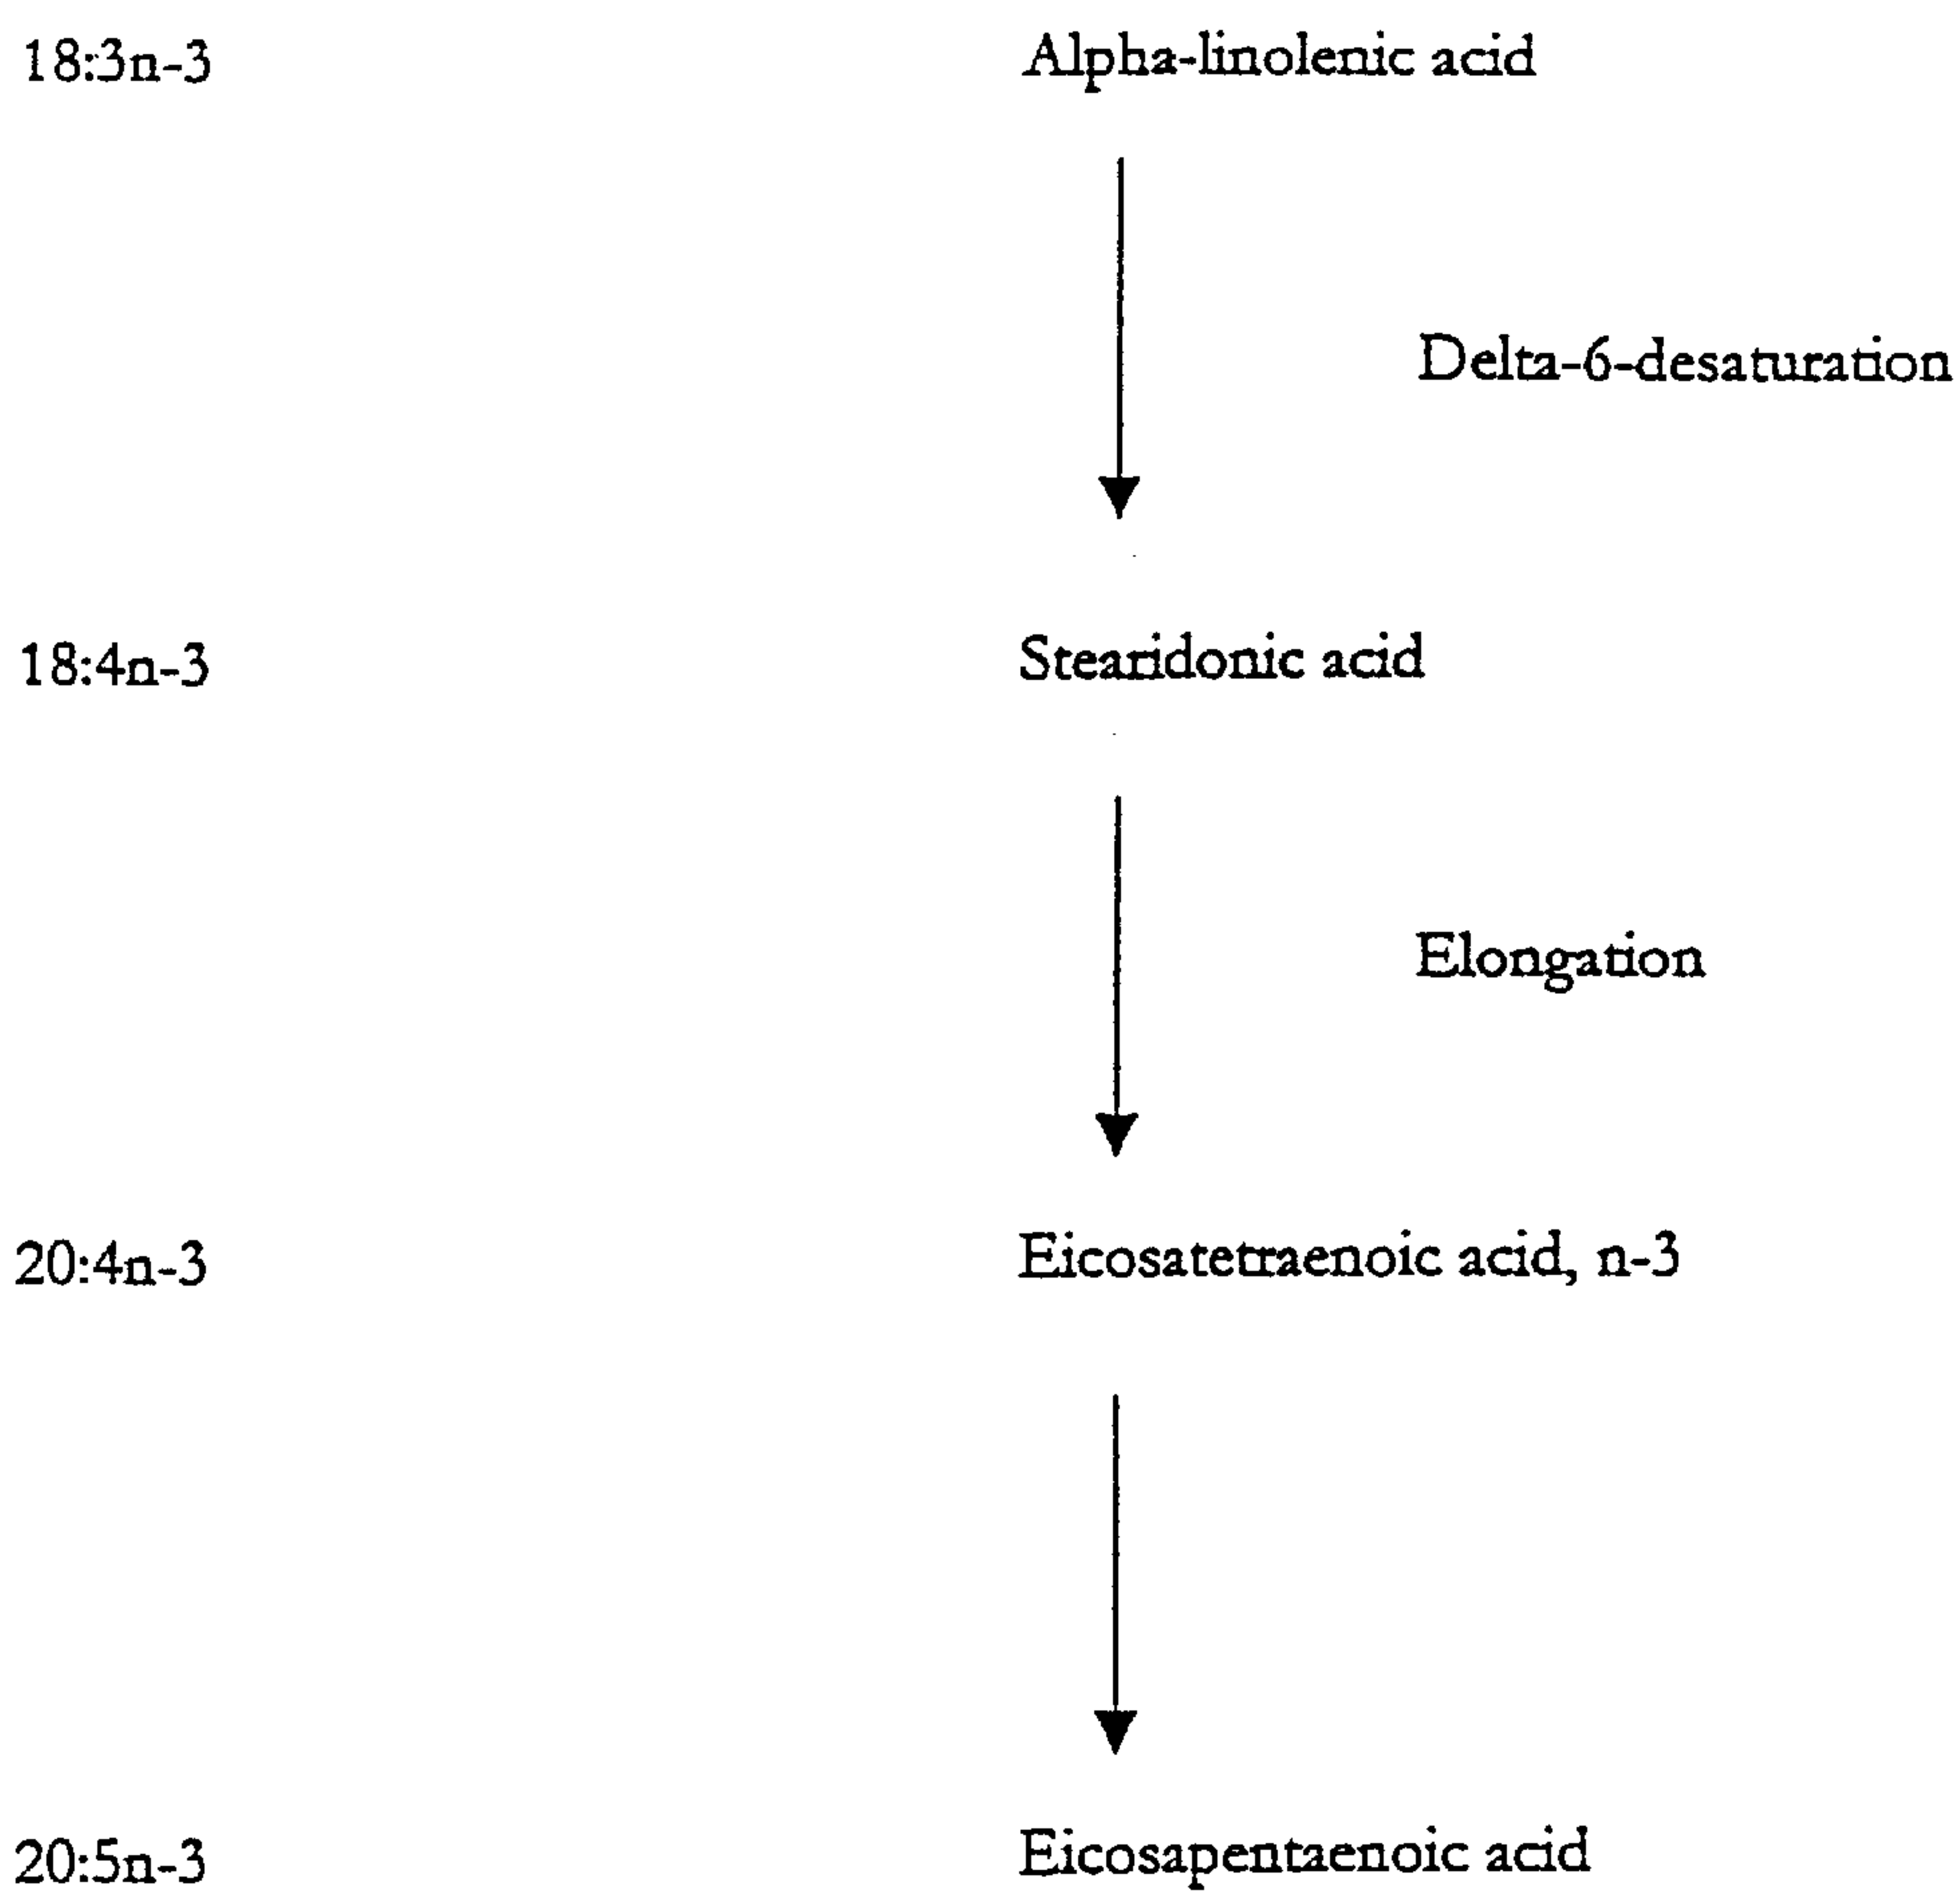 18:3n-3 Alpha-linolenic acid
Delta-6-desaturation
18:4n-3 Stearidonic acid
Elongation
20:4n-3 Eicosatetraenoic acid, n-3
20:5n-3 Eicosapentaenoic acid